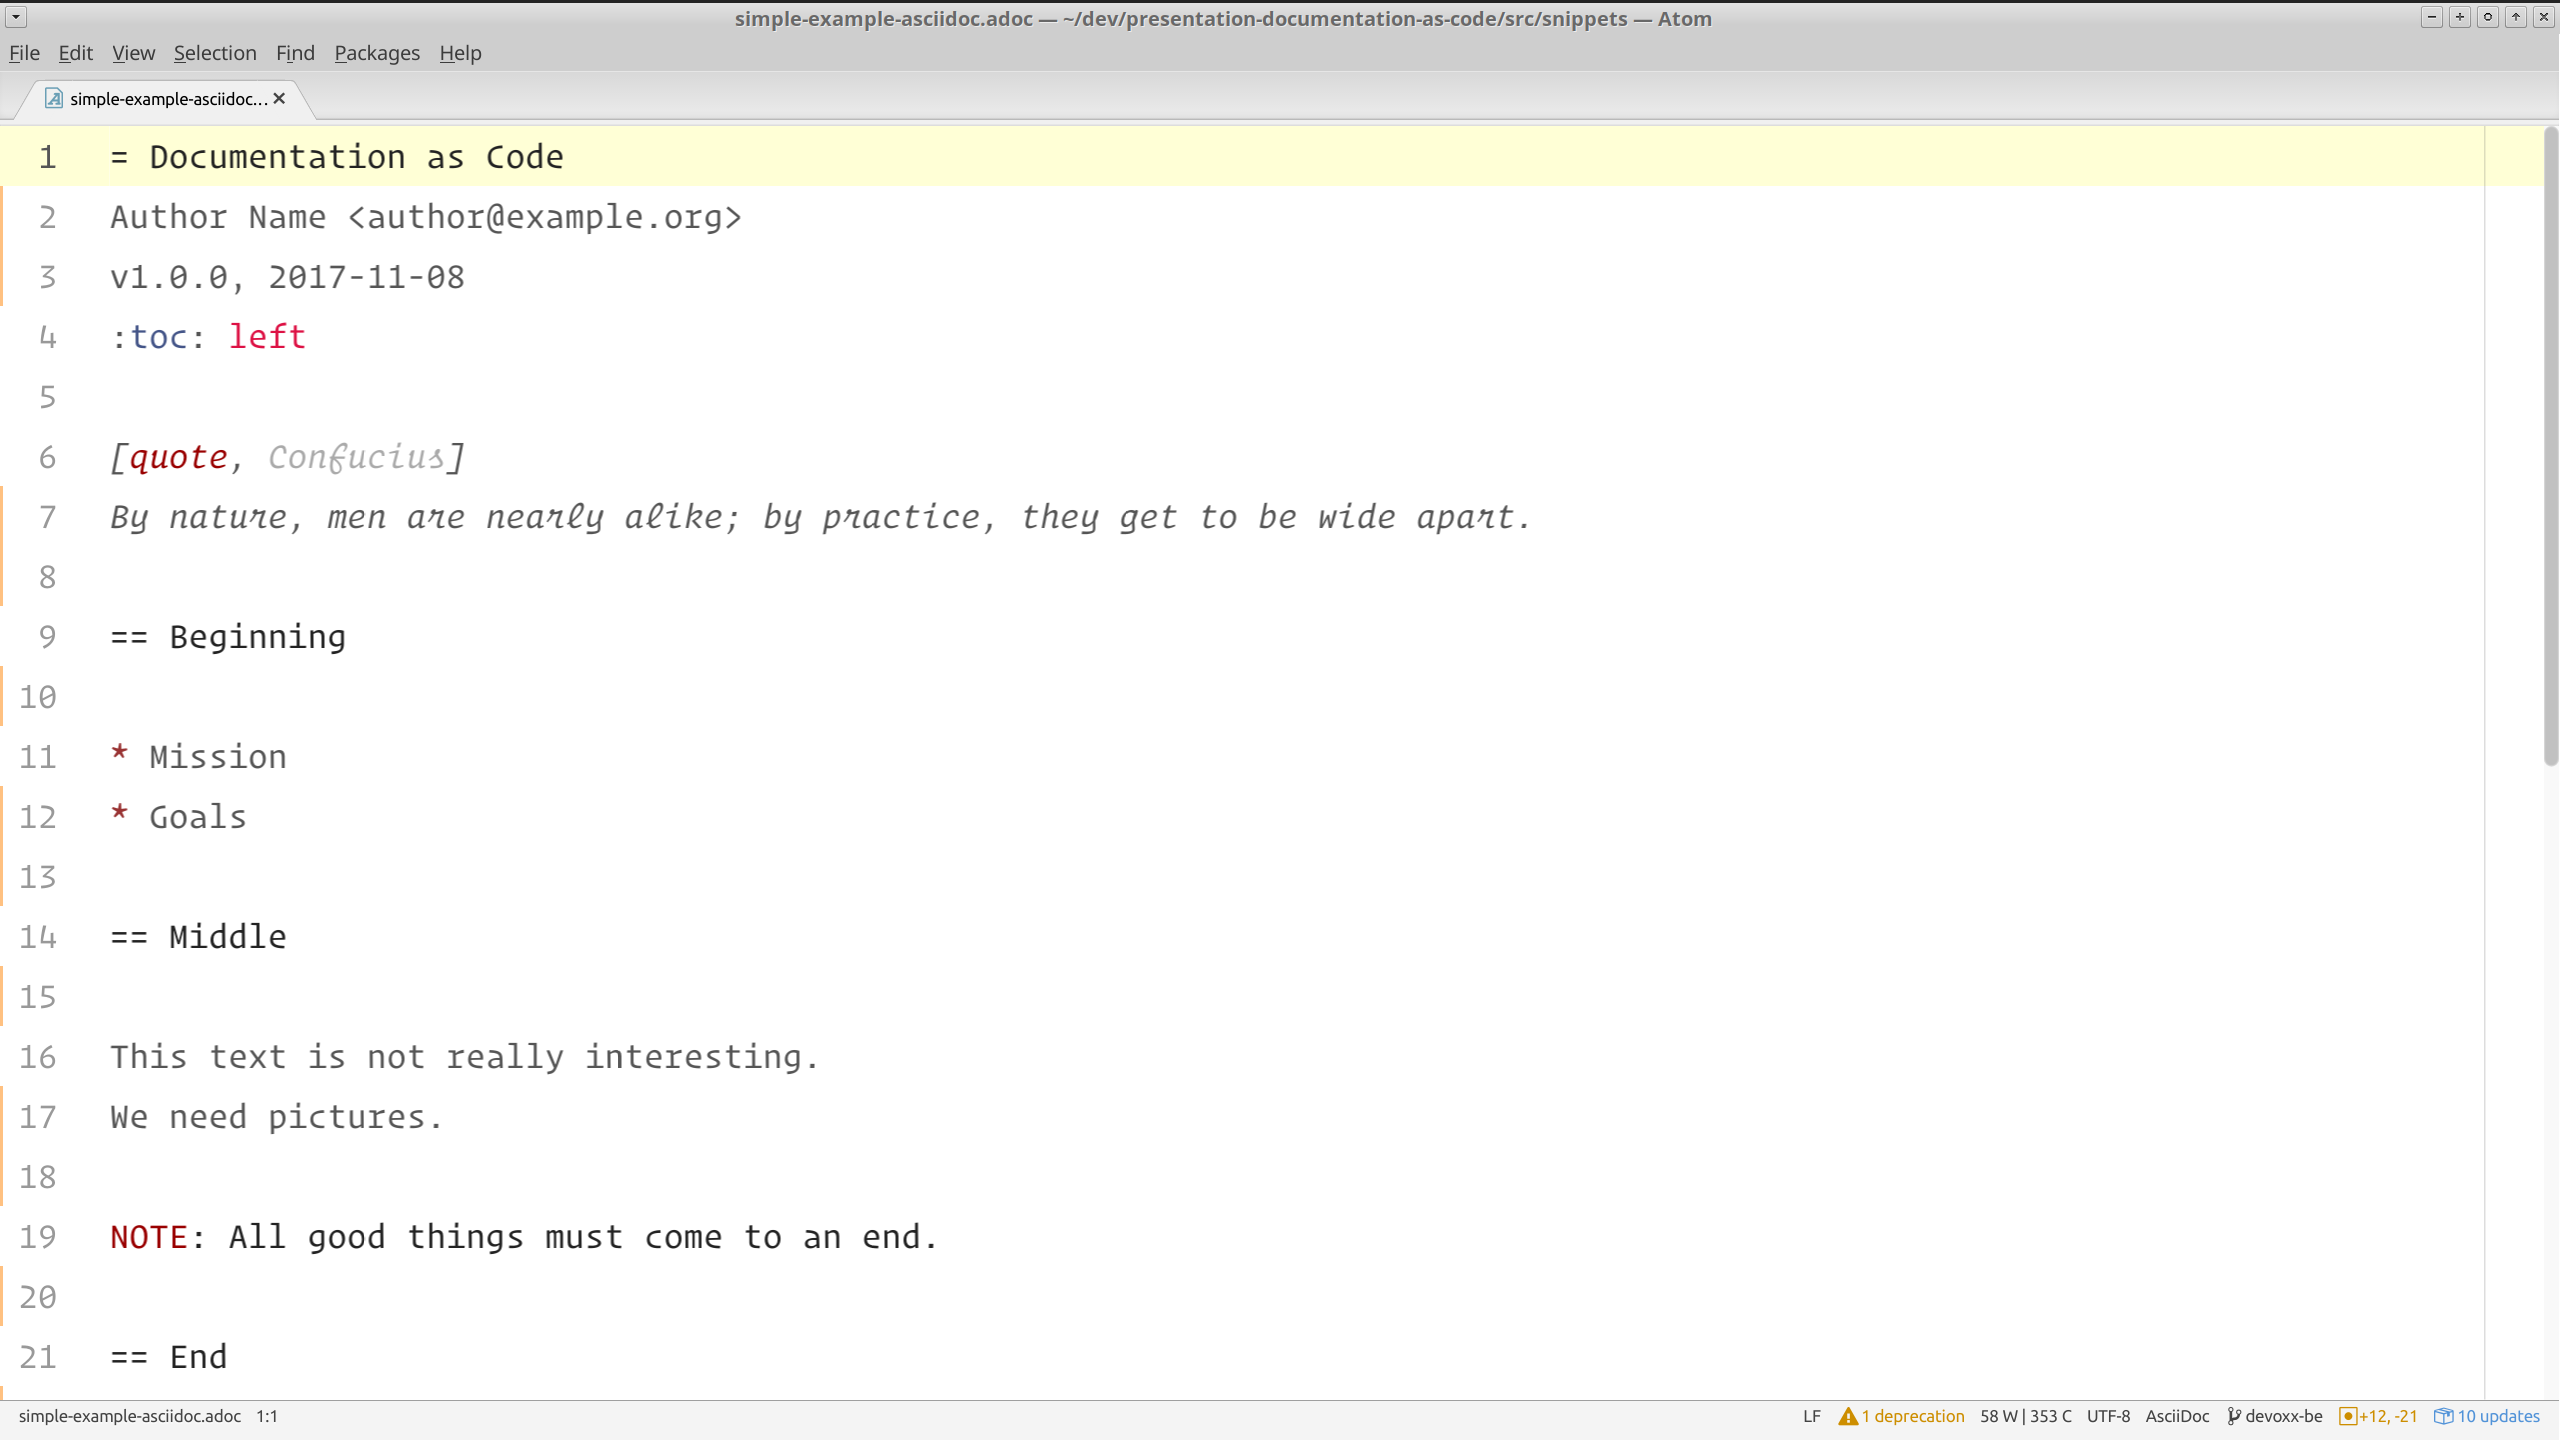 simple-example-asciidoc.adoc — ~/dev/presentation-documentation-as-code/src/snippets — Atom
File Edit View Selection Find Packages Help
simple-example-asciidoc...
1 = Documentation as Code
2 Author Name <author@example.org>
3 v1.0.0, 2017-11-08
4 :toc: left
5
6 [quote, Confucius]
7 By nature, men are nearly alike; by practice, they get to be wide apart.
8
9 == Beginning
10
11 * Mission
12 * Goals
13
14 == Middle
15
16 This text is not really interesting.
17 We need pictures.
18
19 NOTE: All good things must come to an end.
20
21 == End
simple-example-asciidoc.adoc 1:1 LF 1 deprecation 58 W | 353 C UTF-8 AsciiDoc devoxx-be +12, -21 10 updates